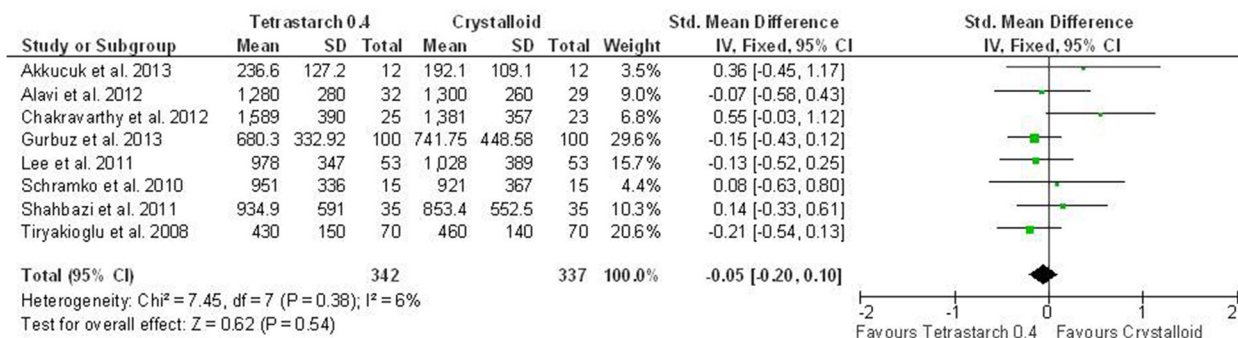 Tetrastarch 0.4 Crystalloid Std. Mean Difference Std. Mean Difference
Study or Subgroup Mean SD Total Mean SD Total Weight IV, Fixed, 95% CI IV, Fixed, 95% CI
Akkucuk et al. 2013 236.6 127.2 12 192.1 109.1 12 3.5% 0.36 [-0.45, 1.17]
Alavi et al. 2012 1,280 280 32 1,300 260 29 9.0% -0.07 [-0.58, 0.43]
Chakravarthy et al. 2012 1,589 390 25 1,381 357 23 6.8% 0.55 [-0.03, 1.12]
Gurbuz et al. 2013 680.3 332.92 100 741.75 448.58 100 29.6% -0.15 [-0.43, 0.12]
Lee et al. 2011 978 347 53 1,028 389 53 15.7% -0.13 [-0.52, 0.25]
Schramko et al. 2010 951 336 15 921 367 15 4.4% 0.08 [-0.63, 0.80]
Shahbazi et al. 2011 934.9 591 35 853.4 552.5 35 10.3% 0.14 [-0.33, 0.61]
Tiryakioglu et al. 2008 430 150 70 460 140 70 20.6% -0.21 [-0.54, 0.13]
Total (95% CI) 342 337 100.0% -0.05 [-0.20, 0.10]
Heterogeneity: Chi² = 7.45, df = 7 (P = 0.38); I² = 6%
Test for overall effect: Z = 0.62 (P = 0.54)
-2 -1 0 1 2
Favours Tetrastarch 0.4 Favours Crystalloid